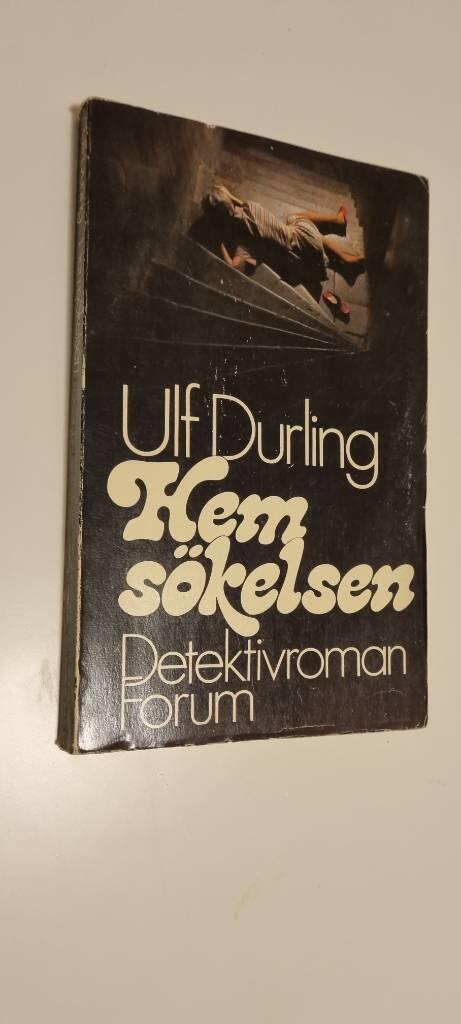 Ulf Durling
Hem
sökelsen
Detektivroman
Forum